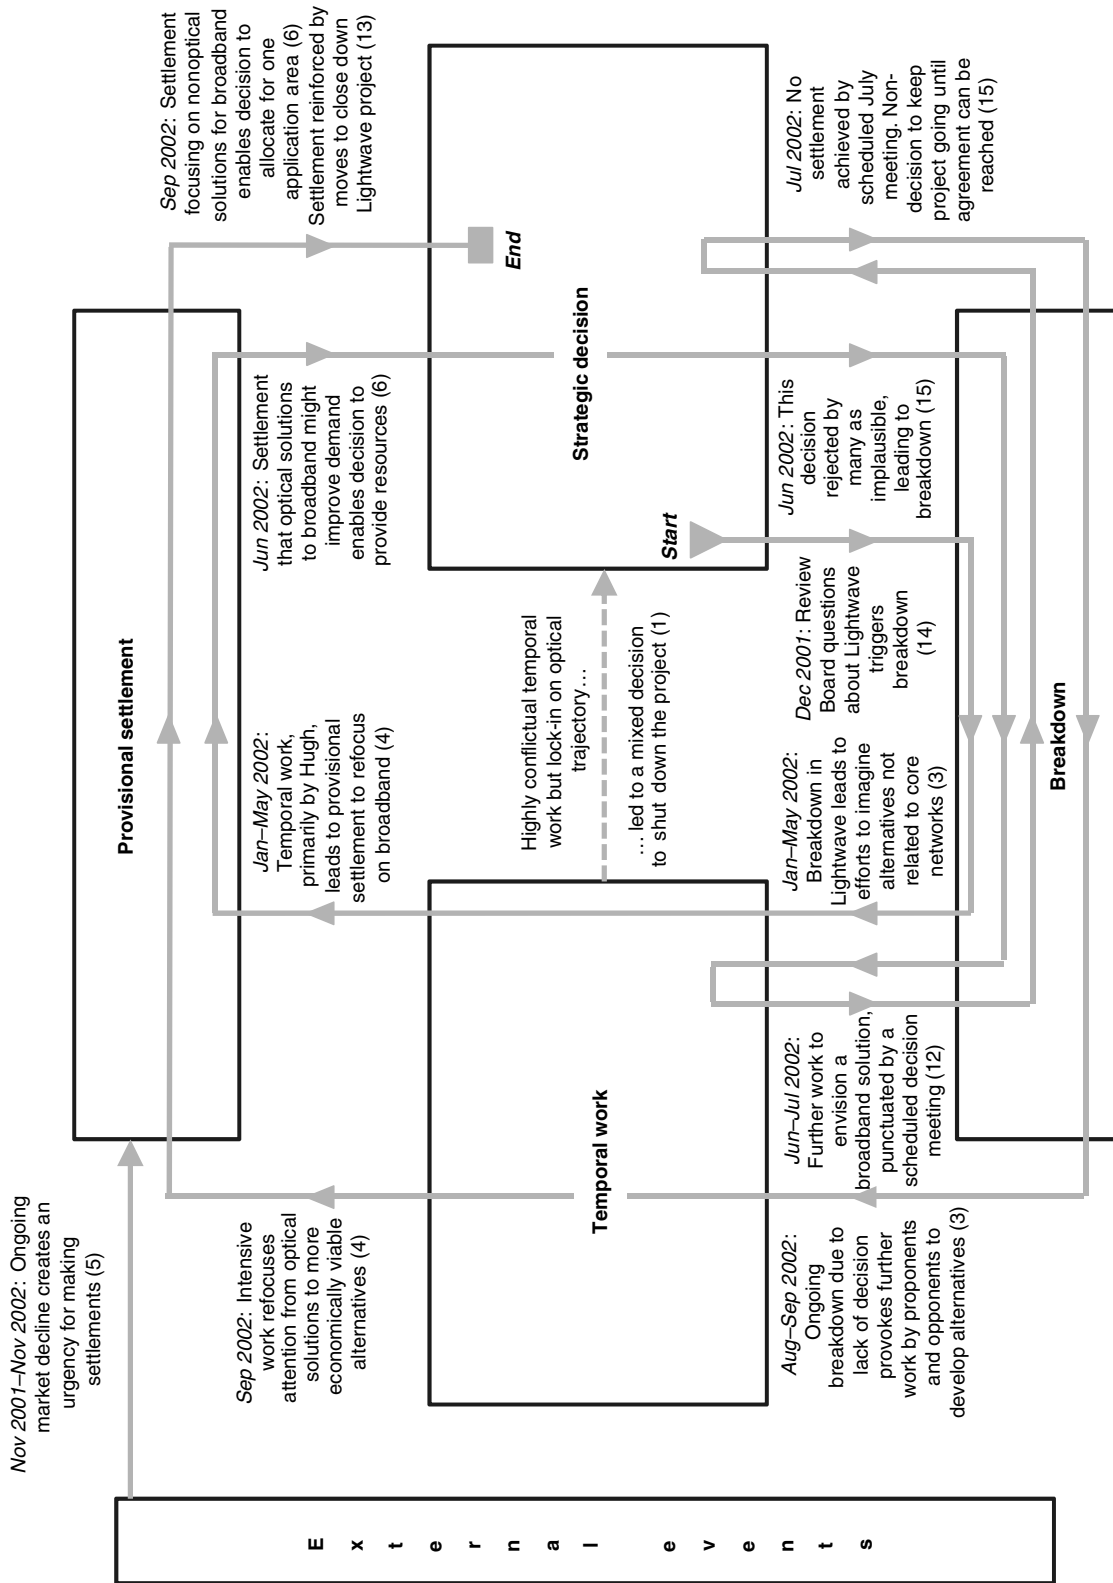 Nov 2001–Nov 2002: Ongoing
market decline creates an
urgency for making
settlements (5)
Provisional settlement
Sep 2002: Intensive
work refocuses
attention from optical
solutions to more
economically viable
alternatives (4)
Jan–May 2002:
Temporal work,
primarily by Hugh,
leads to provisional
settlement to refocus
on broadband (4)
Jun 2002: Settlement
that optical solutions
to broadband might
improve demand
enables decision to
provide resources (6)
Sep 2002: Settlement
focusing on nonoptical
solutions for broadband
enables decision to
allocate for one
application area (6)
Settlement reinforced by
moves to close down
Lightwave project (13)
External events
Temporal work
Highly conflictual temporal
work but lock-in on optical
trajectory…
… led to a mixed decision
to shut down the project (1)
Start
Strategic decision
End
Aug–Sep 2002:
Ongoing
breakdown due to
lack of decision
provokes further
work by proponents
and opponents to
develop alternatives (3)
Jun–Jul 2002:
Further work to
envision a
broadband solution,
punctuated by a
scheduled decision
meeting (12)
Jan–May 2002:
Breakdown in
Lightwave leads to
efforts to imagine
alternatives not
related to core
networks (3)
Dec 2001: Review
Board questions
about Lightwave
triggers
breakdown
(14)
Jun 2002: This
decision
rejected by
many as
implausible,
leading to
breakdown (15)
Jul 2002: No
settlement
achieved by
scheduled July
meeting. Non-
decision to keep
project going until
agreement can be
reached (15)
Breakdown